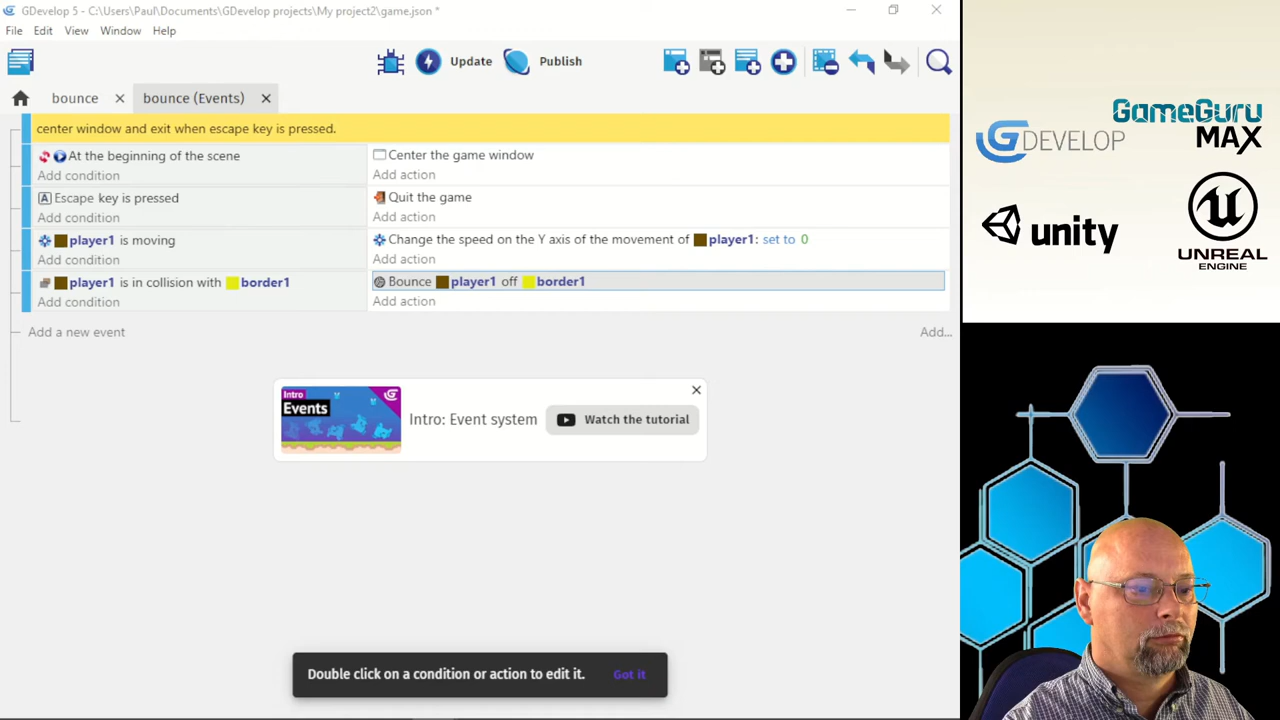 GDevelop 5 - C:\Users\Paul\Documents\GDevelop projects\My project2\game.json *
File Edit View Window Help
Update Publish
bounce bounce (Events)
center window and exit when escape key is pressed.
At the beginning of the scene Center the game window
Add condition Add action
A Escape key is pressed Quit the game
Add condition Add action
player1 is moving Change the speed on the Y axis of the movement of player1: set to 0
Add condition Add action
player1 is in collision with border1 Bounce player1 off border1
Add condition Add action
Add a new event Add...
Intro
Events
Intro: Event system Watch the tutorial
Double click on a condition or action to edit it. Got it
GameGuru
MAX
GDEVELOP
unity
UNREAL
ENGINE